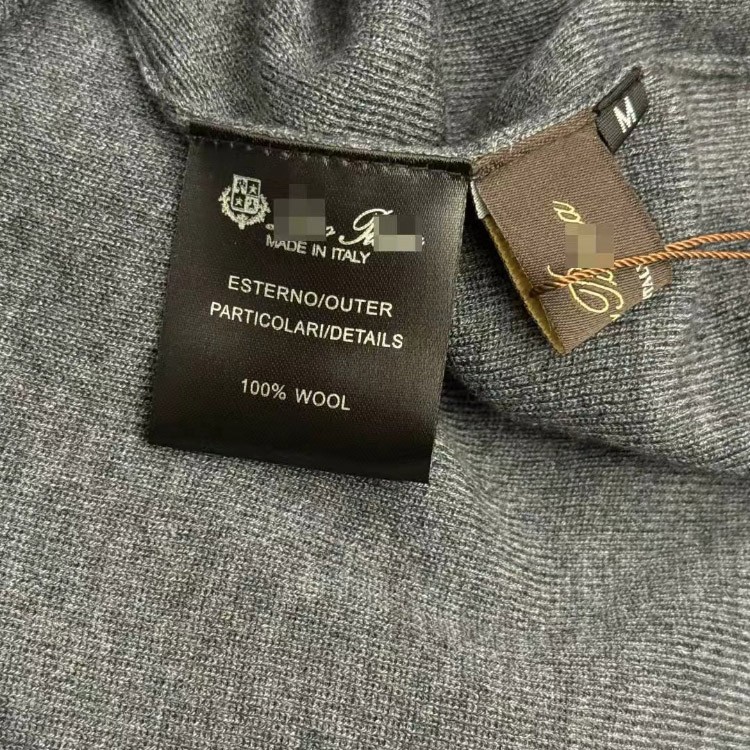 MADE IN ITALY
ESTERNO/OUTER
PARTICOLARI/DETAILS
100% WOOL
M